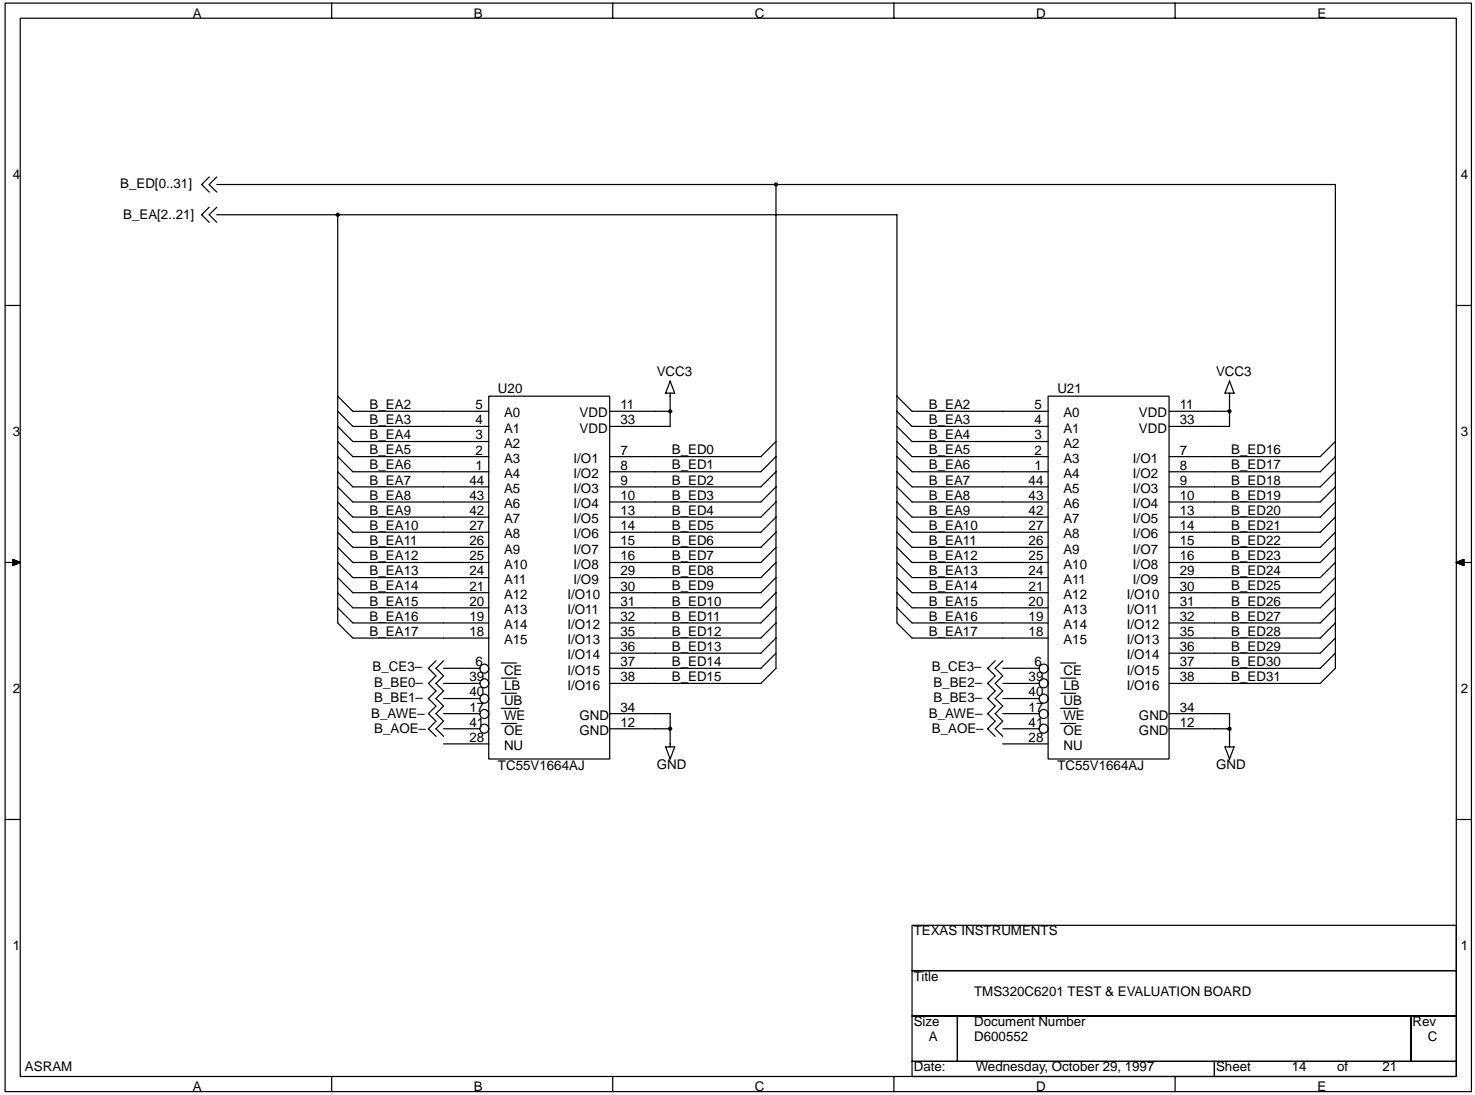 A B C D E
4 4
B_ED[0..31]
B_EA[2..21]
VCC3 VCC3
U20 U21
B_EA2 5 A0 VDD 11 B_EA2 5 A0 VDD 11
B_EA3 4 A1 VDD 33 B_EA3 4 A1 VDD 33
3 B_EA4 3 A2 B_EA4 3 A2 3
B_EA5 2 A3 I/O1 7 B_ED0 B_EA5 2 A3 I/O1 7 B_ED16
B_EA6 1 A4 I/O2 8 B_ED1 B_EA6 1 A4 I/O2 8 B_ED17
B_EA7 44 A5 I/O3 9 B_ED2 B_EA7 44 A5 I/O3 9 B_ED18
B_EA8 43 A6 I/O4 10 B_ED3 B_EA8 43 A6 I/O4 10 B_ED19
B_EA9 42 A7 I/O5 13 B_ED4 B_EA9 42 A7 I/O5 13 B_ED20
B_EA10 27 A8 I/O6 14 B_ED5 B_EA10 27 A8 I/O6 14 B_ED21
B_EA11 26 A9 I/O7 15 B_ED6 B_EA11 26 A9 I/O7 15 B_ED22
B_EA12 25 A10 I/O8 16 B_ED7 B_EA12 25 A10 I/O8 16 B_ED23
B_EA13 24 A11 I/O9 29 B_ED8 B_EA13 24 A11 I/O9 29 B_ED24
B_EA14 21 A12 I/O10 30 B_ED9 B_EA14 21 A12 I/O10 30 B_ED25
B_EA15 20 A13 I/O11 31 B_ED10 B_EA15 20 A13 I/O11 31 B_ED26
B_EA16 19 A14 I/O12 32 B_ED11 B_EA16 19 A14 I/O12 32 B_ED27
B_EA17 18 A15 I/O13 35 B_ED12 B_EA17 18 A15 I/O13 35 B_ED28
I/O14 36 B_ED13 I/O14 36 B_ED29
B_CE3– 6 CE I/O15 37 B_ED14 B_CE3– 6 CE I/O15 37 B_ED30
2 B_BE0– 39 LB I/O16 38 B_ED15 B_BE2– 39 LB I/O16 38 B_ED31 2
B_BE1– 40 UB B_BE3– 40 UB
B_AWE– 17 WE GND 34 B_AWE– 17 WE GND 34
B_AOE– 41 OE GND 12 B_AOE– 41 OE GND 12
28 NU 28 NU
TC55V1664AJ GND TC55V1664AJ GND
1 1
TEXAS INSTRUMENTS
Title
TMS320C6201 TEST & EVALUATION BOARD
Size Document Number Rev
A D600552 C
Date: Wednesday, October 29, 1997 Sheet 14 of 21
ASRAM
A B C D E